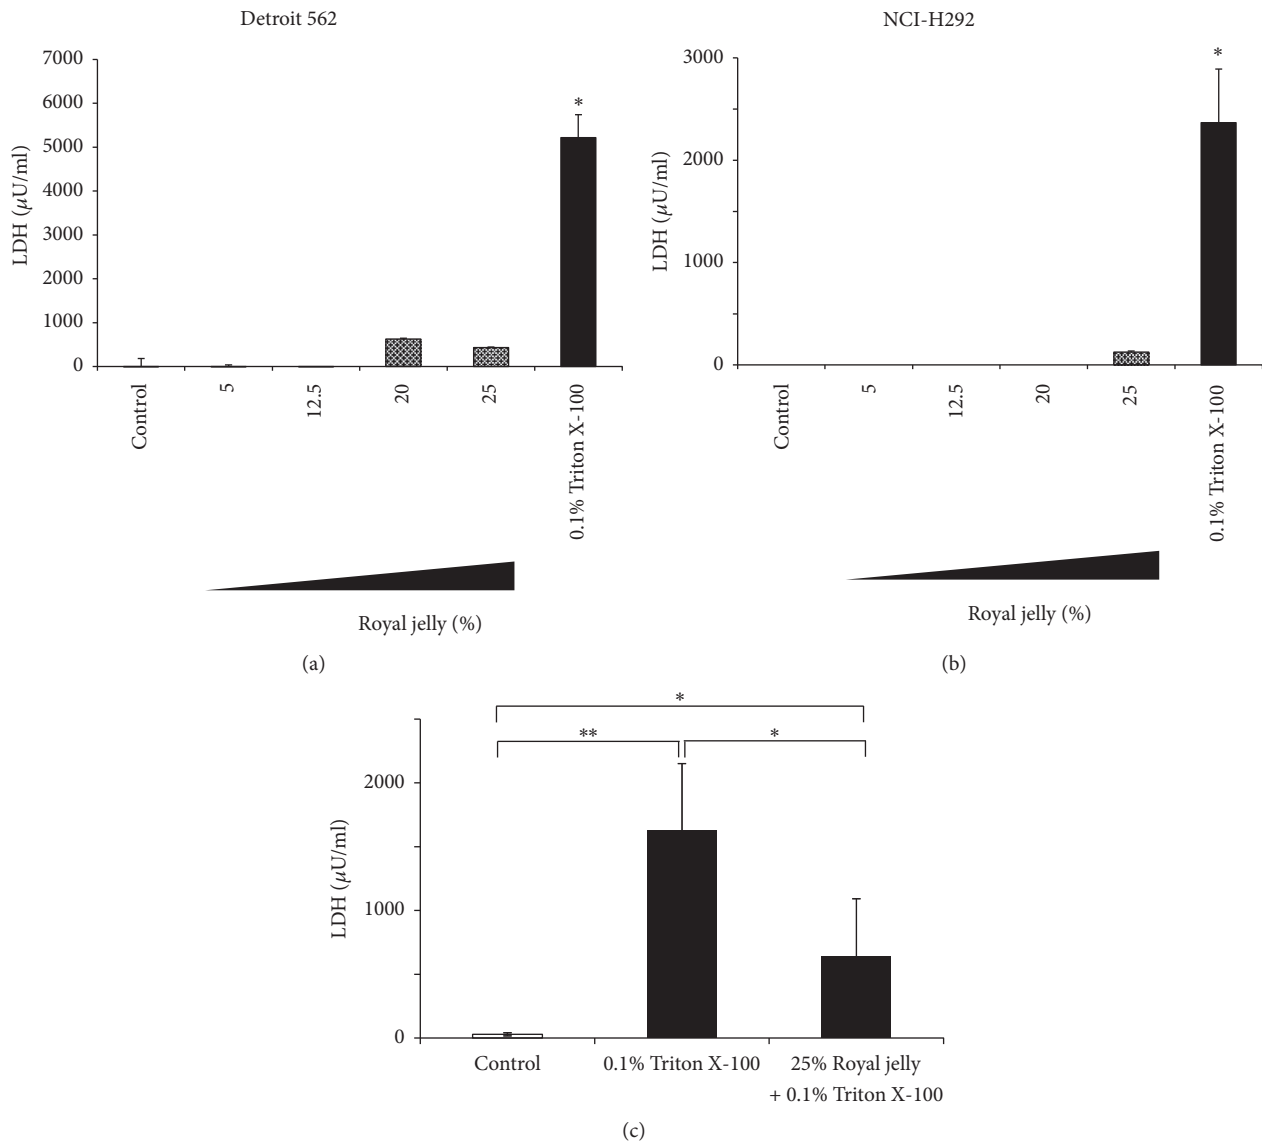 Detroit 562
7000
6000
5000
4000
3000
2000
1000
0
LDH (μU/ml)
*
Control
5
12.5
20
25
0.1% Triton X-100
Royal jelly (%)
(a)
NCI-H292
3000
2000
1000
0
LDH (μU/ml)
*
Control
5
12.5
20
25
0.1% Triton X-100
Royal jelly (%)
(b)
*
**
*
2000
1000
0
LDH (μU/ml)
Control
0.1% Triton X-100
25% Royal jelly
+ 0.1% Triton X-100
(c)